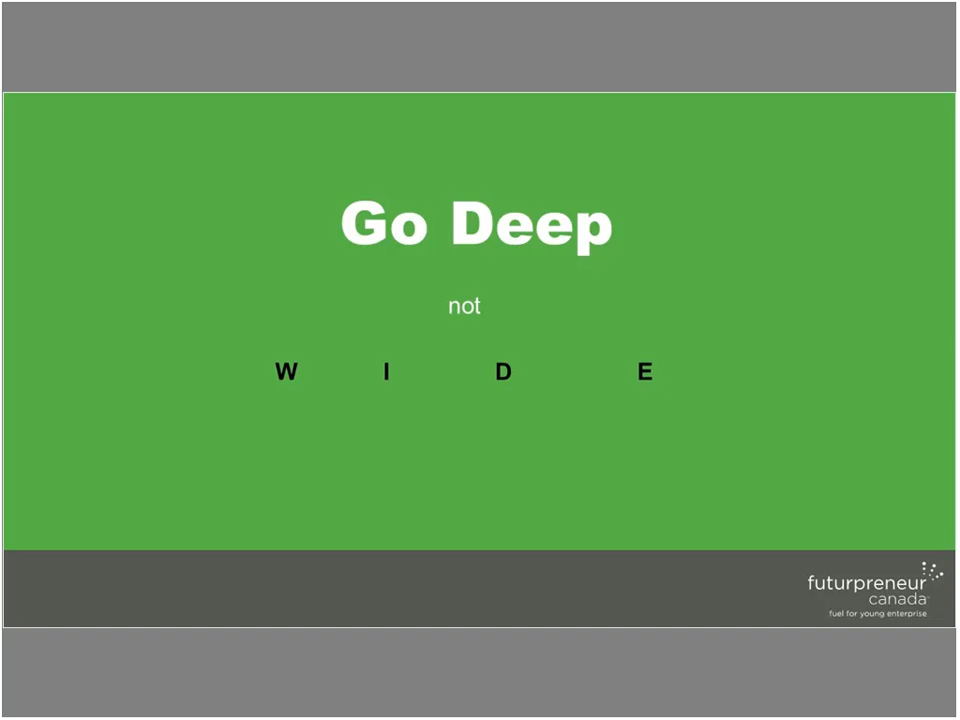 Go Deep
not
W I D E
futurpreneur
canada
fuel for young enterprise